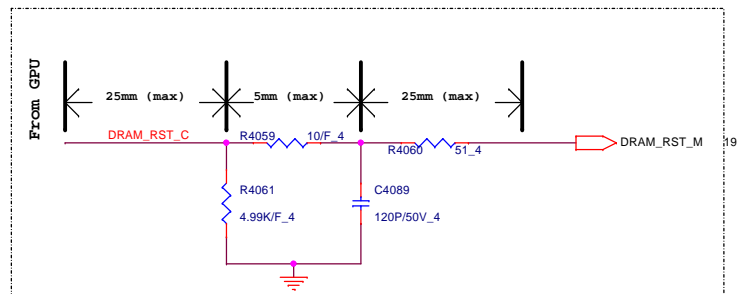 From GPU
25mm (max)
5mm (max)
25mm (max)
DRAM_RST_C
R4059
10/F_4
R4060
51_4
DRAM_RST_M
19
R4061
4.99K/F_4
C4089
120P/50V_4